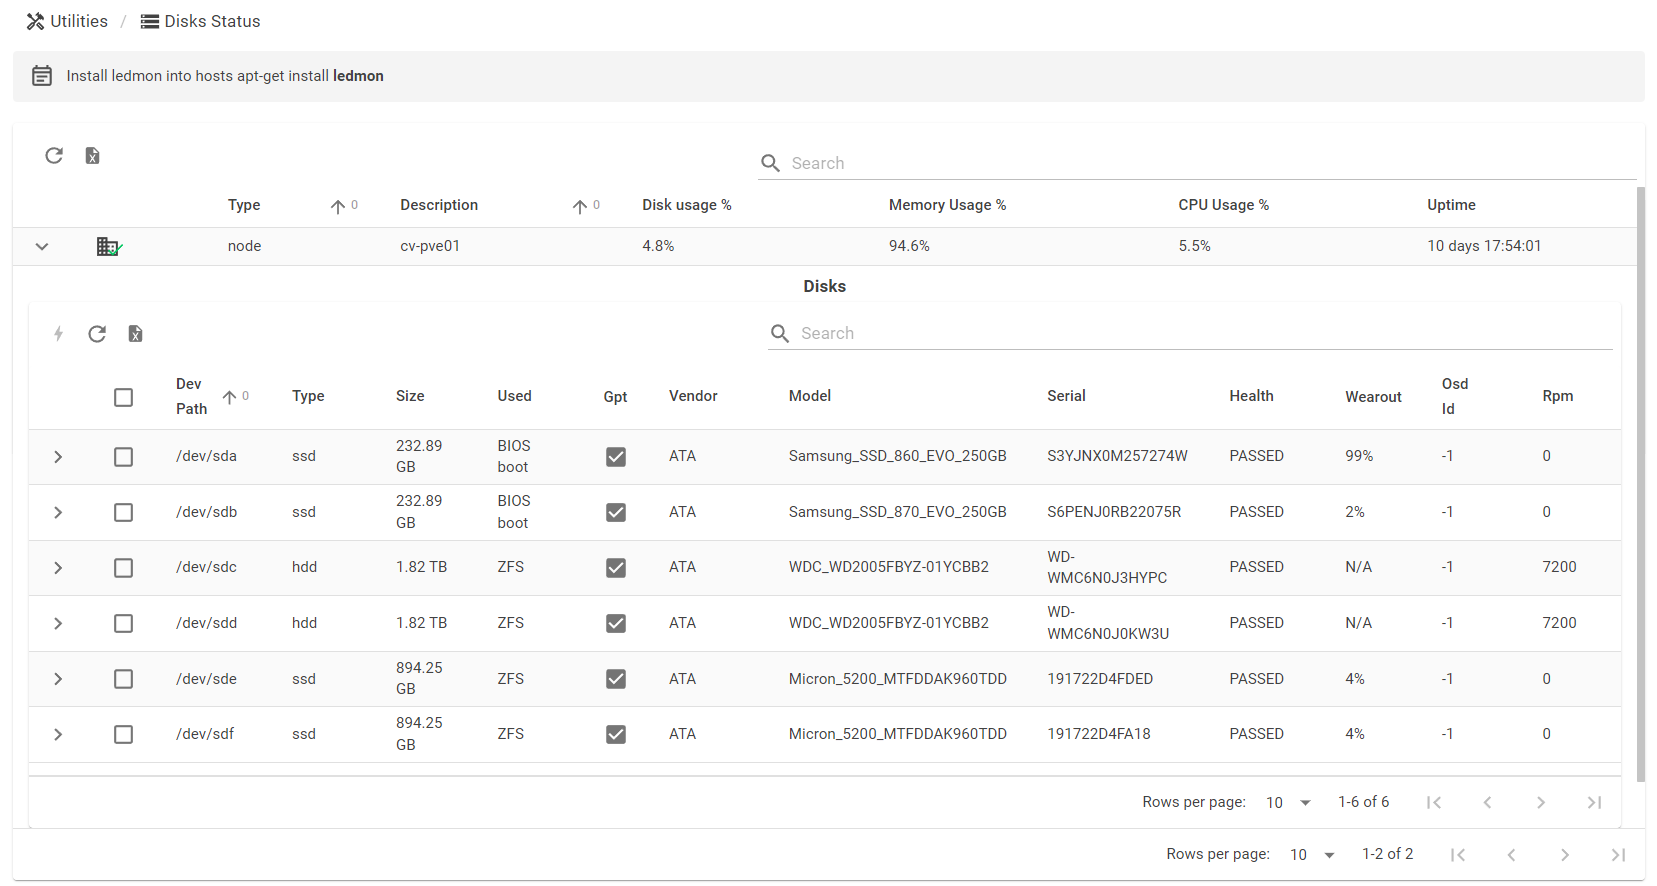 Utilities / Disks Status
Install ledmon into hosts apt-get install ledmon
Search
Type 0 Description 0 Disk usage % Memory Usage % CPU Usage % Uptime
node cv-pve01 4.8% 94.6% 5.5% 10 days 17:54:01
Disks
Search
Dev Path 0 Type Size Used Gpt Vendor Model Serial Health Wearout Osd Id Rpm
/dev/sda ssd 232.89 GB BIOS boot ATA Samsung_SSD_860_EVO_250GB S3YJNX0M257274W PASSED 99% -1 0
/dev/sdb ssd 232.89 GB BIOS boot ATA Samsung_SSD_870_EVO_250GB S6PENJ0RB22075R PASSED 2% -1 0
/dev/sdc hdd 1.82 TB ZFS ATA WDC_WD2005FBYZ-01YCBB2 WD-WMC6N0J3HYPC PASSED N/A -1 7200
/dev/sdd hdd 1.82 TB ZFS ATA WDC_WD2005FBYZ-01YCBB2 WD-WMC6N0J0KW3U PASSED N/A -1 7200
/dev/sde ssd 894.25 GB ZFS ATA Micron_5200_MTFDDAK960TDD 191722D4FDED PASSED 4% -1 0
/dev/sdf ssd 894.25 GB ZFS ATA Micron_5200_MTFDDAK960TDD 191722D4FA18 PASSED 4% -1 0
Rows per page: 10 1-6 of 6
Rows per page: 10 1-2 of 2